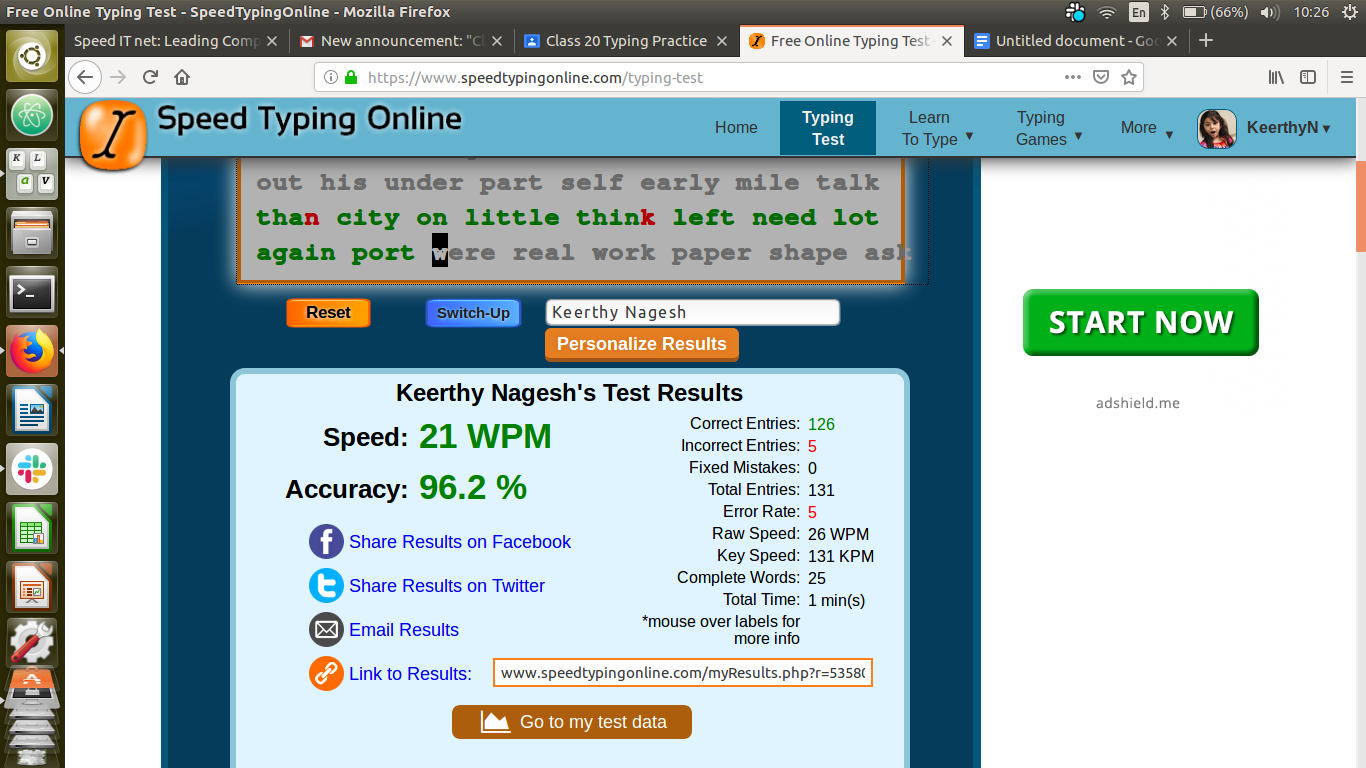 Free Online Typing Test - SpeedTypingOnline - Mozilla Firefox
En (66%) 10:26
Speed IT net: Leading Comp
New announcement: "Cl
Class 20 Typing Practice
Free Online Typing Test -
Untitled document - Goo
https://www.speedtypingonline.com/typing-test
Speed Typing Online
Home
Typing
Test
Learn
To Type
Typing
Games
More
KeerthyN
out his under part self early mile talk
than city on little think left need lot
again port were real work paper shape ask
Reset
Switch-Up
Keerthy Nagesh
Personalize Results
START NOW
adshield.me
Keerthy Nagesh's Test Results
Speed: 21 WPM
Accuracy: 96.2 %
Share Results on Facebook
Share Results on Twitter
Email Results
Link to Results: www.speedtypingonline.com/myResults.php?r=5358
Correct Entries: 126
Incorrect Entries: 5
Fixed Mistakes: 0
Total Entries: 131
Error Rate: 5
Raw Speed: 26 WPM
Key Speed: 131 KPM
Complete Words: 25
Total Time: 1 min(s)
*mouse over labels for
more info
Go to my test data
K L
a V